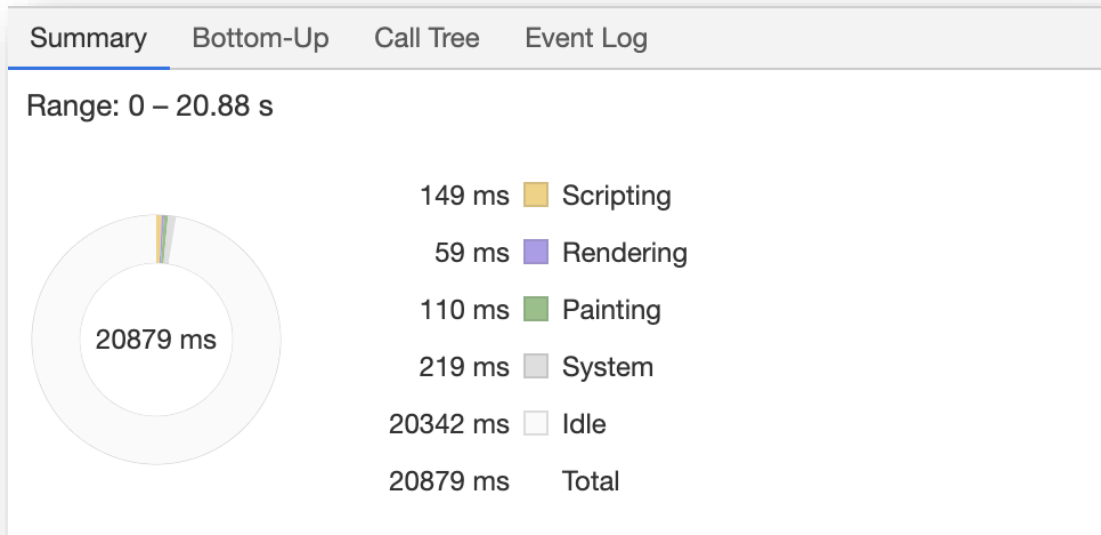 Summary Bottom-Up Call Tree Event Log
Range: 0 – 20.88 s
149 ms Scripting
59 ms Rendering
110 ms Painting
20879 ms
219 ms System
20342 ms Idle
20879 ms Total